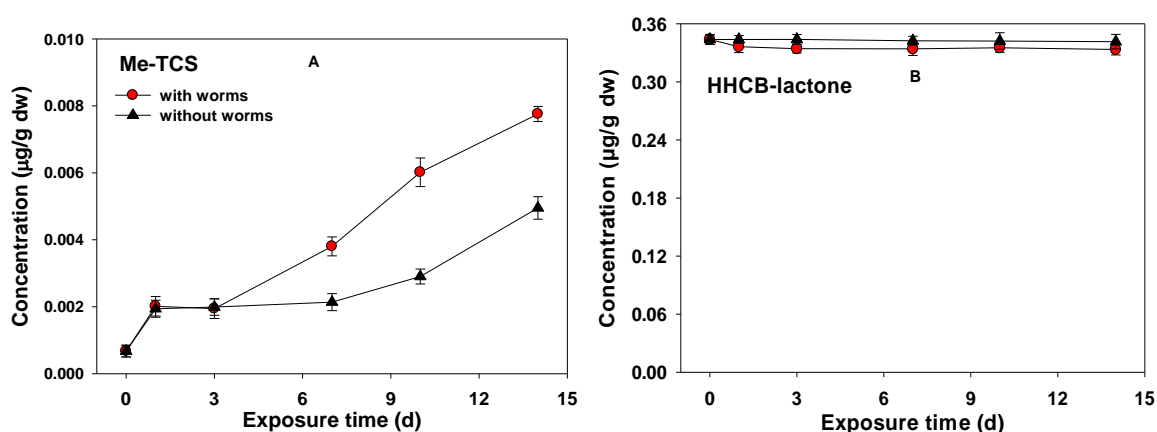 Me-TCS
A
with worms
without worms
Concentration (µg/g dw)
0.010
0.008
0.006
0.004
0.002
0.000
0 3 6 9 12 15
Exposure time (d)
HHCB-lactone
B
Concentration (µg/g dw)
0.36
0.30
0.24
0.18
0.12
0.06
0.00
0 3 6 9 12 15
Exposure time (d)